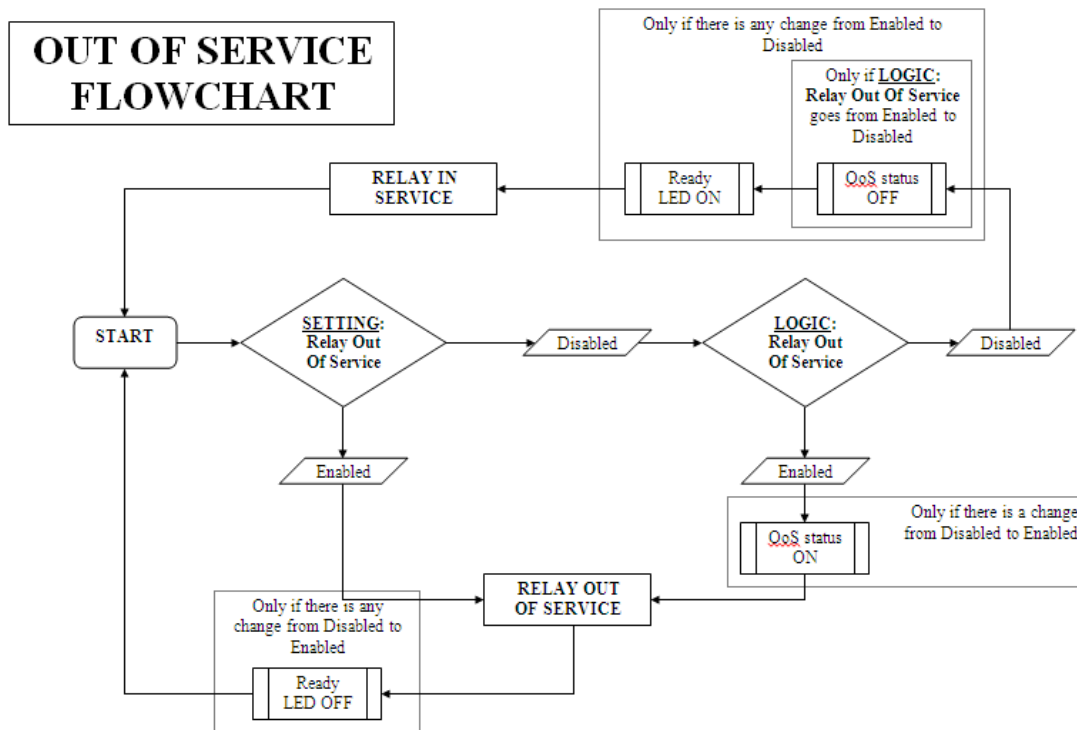 OUT OF SERVICE
FLOWCHART
Only if there is any change from Enabled to
Disabled
Only if LOGIC:
Relay Out Of Service
goes from Enabled to
Disabled
RELAY IN
SERVICE
Ready
LED ON
QoS status
OFF
START
SETTING:
Relay Out
Of Service
Disabled
LOGIC:
Relay Out
Of Service
Disabled
Enabled
Enabled
Only if there is a change
from Disabled to Enabled
QoS status
ON
RELAY OUT
OF SERVICE
Only if there is any
change from Disabled to
Enabled
Ready
LED OFF